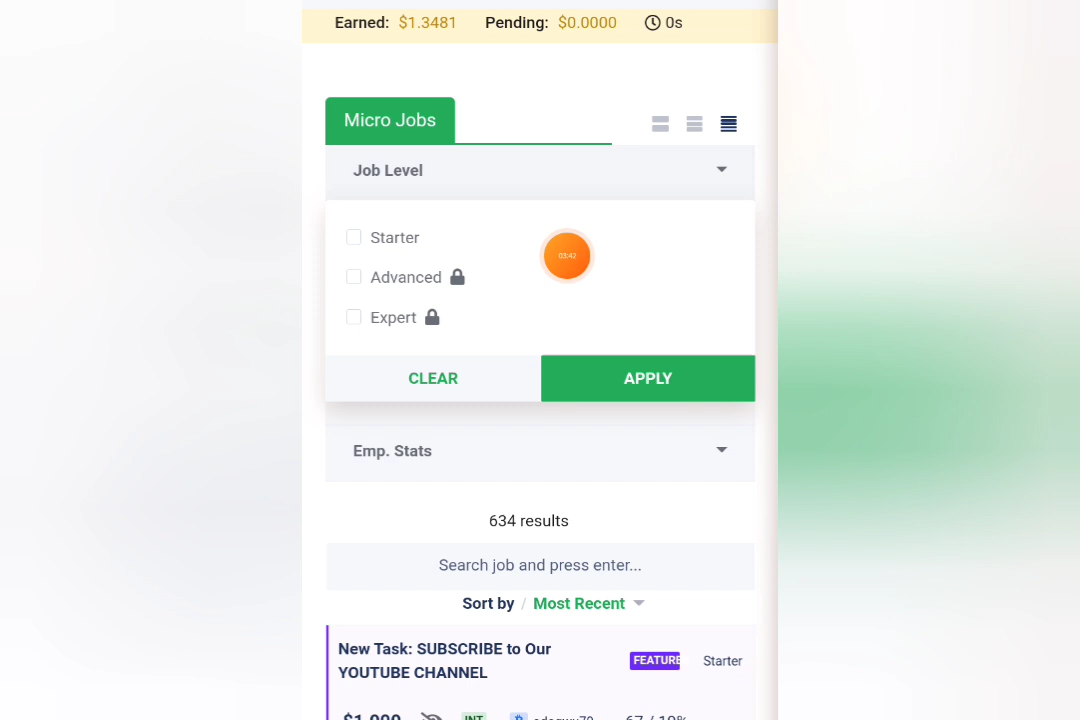 Earned: $1.3481 Pending: $0.0000 0s
Micro Jobs
Job Level
Starter
03:42
Advanced
Expert
CLEAR APPLY
Emp. Stats
634 results
Search job and press enter...
Sort by / Most Recent
New Task: SUBSCRIBE to Our
YOUTUBE CHANNEL
FEATURE Starter